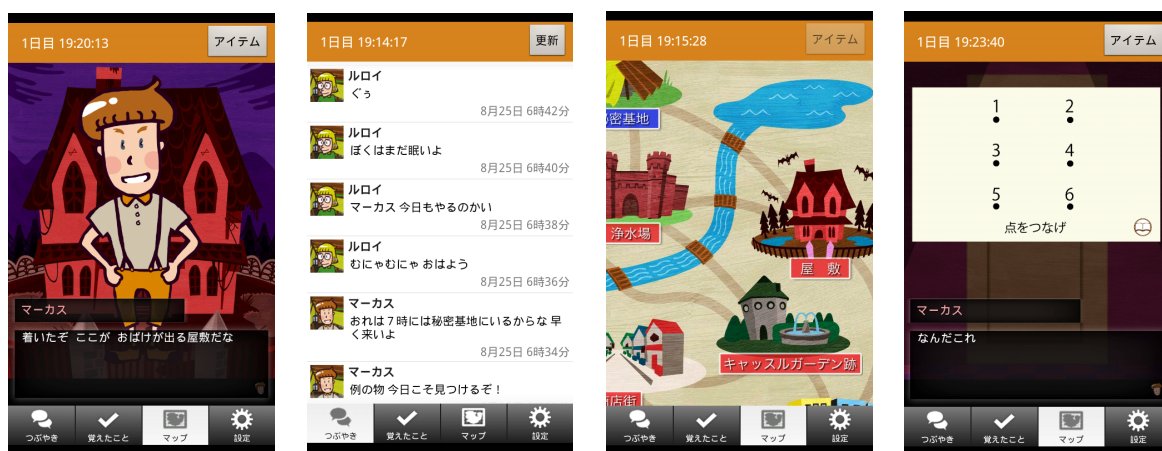 1日目 19:20:13
アイテム
マーカス
着いたぞ ここが おばけが出る屋敷だな
つぶやき
覚えたこと
マップ
設定
1日目 19:14:17
更新
ルロイ
ぐぅ
8月25日 6時42分
ルロイ
ぼくはまだ眠いよ
8月25日 6時40分
ルロイ
マーカス 今日もやるのかい
8月25日 6時38分
ルロイ
むにゃむにゃ おはよう
8月25日 6時36分
マーカス
おれは７時には秘密基地にいるからな 早
く来いよ
8月25日 6時34分
マーカス
例の物 今日こそ見つけるぞ！
つぶやき
覚えたこと
マップ
設定
1日目 19:15:28
アイテム
密基地
浄水場
屋 敷
キャッスルガーデン跡
店街
つぶやき
覚えたこと
マップ
設定
1日目 19:23:40
アイテム
1 2
3 4
5 6
点をつなげ
マーカス
なんだこれ
つぶやき
覚えたこと
マップ
設定